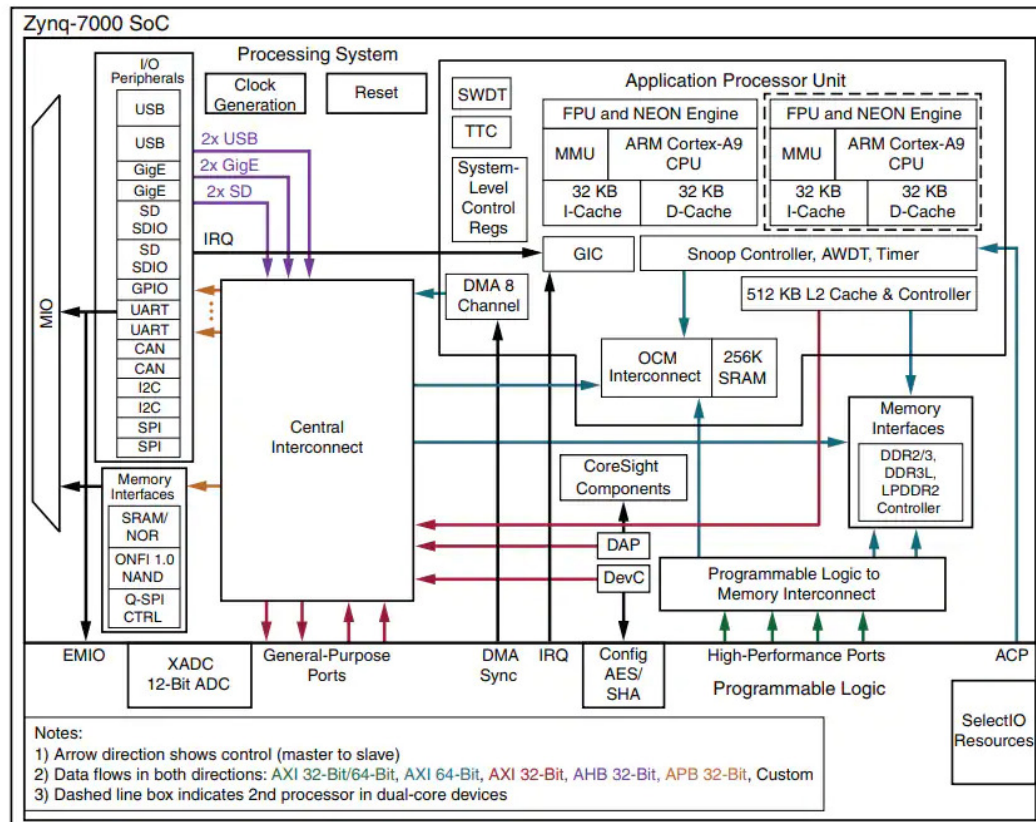 Zynq-7000 SoC
Processing System
I/O
Peripherals
USB
USB
GigE
GigE
SD
SDIO
SD
SDIO
GPIO
UART
UART
CAN
CAN
I2C
I2C
SPI
SPI
MIO
Memory
Interfaces
SRAM/
NOR
ONFI 1.0
NAND
Q-SPI
CTRL
Clock
Generation
Reset
2x USB
2x GigE
2x SD
IRQ
Central
Interconnect
Application Processor Unit
SWDT
TTC
System-
Level
Control
Regs
FPU and NEON Engine
MMU
ARM Cortex-A9
CPU
32 KB
I-Cache
32 KB
D-Cache
FPU and NEON Engine
MMU
ARM Cortex-A9
CPU
32 KB
I-Cache
32 KB
D-Cache
GIC
Snoop Controller, AWDT, Timer
DMA 8
Channel
512 KB L2 Cache & Controller
OCM
Interconnect
256K
SRAM
Memory
Interfaces
DDR2/3,
DDR3L,
LPDDR2
Controller
CoreSight
Components
DAP
DevC
Programmable Logic to
Memory Interconnect
EMIO
XADC
12-Bit ADC
General-Purpose
Ports
DMA
Sync
IRQ
Config
AES/
SHA
High-Performance Ports
ACP
Programmable Logic
SelectIO
Resources
Notes:
1) Arrow direction shows control (master to slave)
2) Data flows in both directions: AXI 32-Bit/64-Bit, AXI 64-Bit, AXI 32-Bit, AHB 32-Bit, APB 32-Bit, Custom
3) Dashed line box indicates 2nd processor in dual-core devices